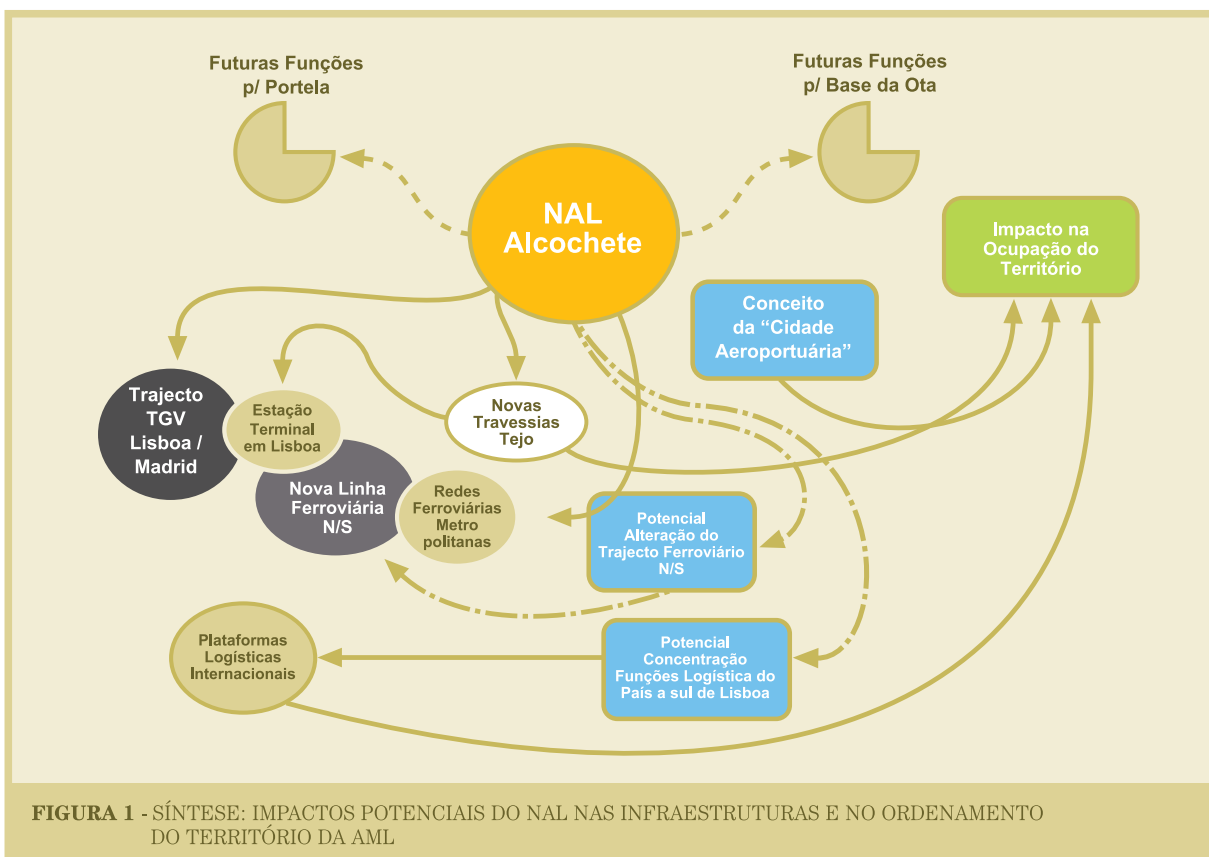 Futuras Funções
p/ Portela
Futuras Funções
p/ Base da Ota
NAL
Alcochete
Impacto na
Ocupação do
Território
Conceito
da “Cidade
Aeroportuária”
Trajecto
TGV
Lisboa /
Madrid
Estação
Terminal
em Lisboa
Novas
Travessias
Tejo
Nova Linha
Ferroviária
N/S
Redes
Ferroviárias
Metro
politanas
Potencial
Alteração do
Trajecto Ferroviário
N/S
Plataformas
Logísticas
Internacionais
Potencial
Concentração
Funções Logística do
País a sul de Lisboa
FIGURA 1 - SÍNTESE: IMPACTOS POTENCIAIS DO NAL NAS INFRAESTRUTURAS E NO ORDENAMENTO
DO TERRITÓRIO DA AML